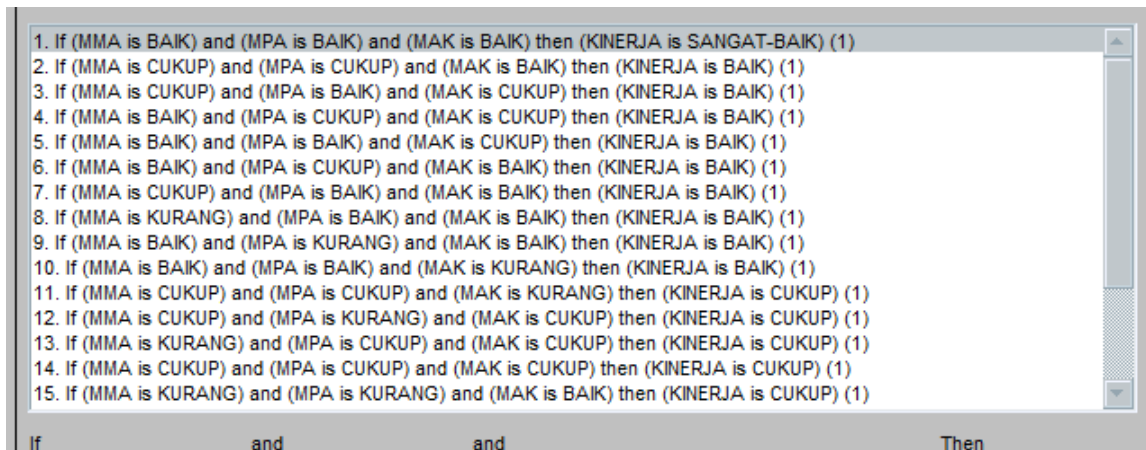 1. If (MMA is BAIK) and (MPA is BAIK) and (MAK is BAIK) then (KINERJA is SANGAT-BAIK) (1)
2. If (MMA is CUKUP) and (MPA is CUKUP) and (MAK is BAIK) then (KINERJA is BAIK) (1)
3. If (MMA is CUKUP) and (MPA is BAIK) and (MAK is CUKUP) then (KINERJA is BAIK) (1)
4. If (MMA is BAIK) and (MPA is CUKUP) and (MAK is CUKUP) then (KINERJA is BAIK) (1)
5. If (MMA is BAIK) and (MPA is BAIK) and (MAK is CUKUP) then (KINERJA is BAIK) (1)
6. If (MMA is BAIK) and (MPA is CUKUP) and (MAK is BAIK) then (KINERJA is BAIK) (1)
7. If (MMA is CUKUP) and (MPA is BAIK) and (MAK is BAIK) then (KINERJA is BAIK) (1)
8. If (MMA is KURANG) and (MPA is BAIK) and (MAK is BAIK) then (KINERJA is BAIK) (1)
9. If (MMA is BAIK) and (MPA is KURANG) and (MAK is BAIK) then (KINERJA is BAIK) (1)
10. If (MMA is BAIK) and (MPA is BAIK) and (MAK is KURANG) then (KINERJA is BAIK) (1)
11. If (MMA is CUKUP) and (MPA is CUKUP) and (MAK is KURANG) then (KINERJA is CUKUP) (1)
12. If (MMA is CUKUP) and (MPA is KURANG) and (MAK is CUKUP) then (KINERJA is CUKUP) (1)
13. If (MMA is KURANG) and (MPA is CUKUP) and (MAK is CUKUP) then (KINERJA is CUKUP) (1)
14. If (MMA is CUKUP) and (MPA is CUKUP) and (MAK is CUKUP) then (KINERJA is CUKUP) (1)
15. If (MMA is KURANG) and (MPA is KURANG) and (MAK is BAIK) then (KINERJA is CUKUP) (1)
If and and Then